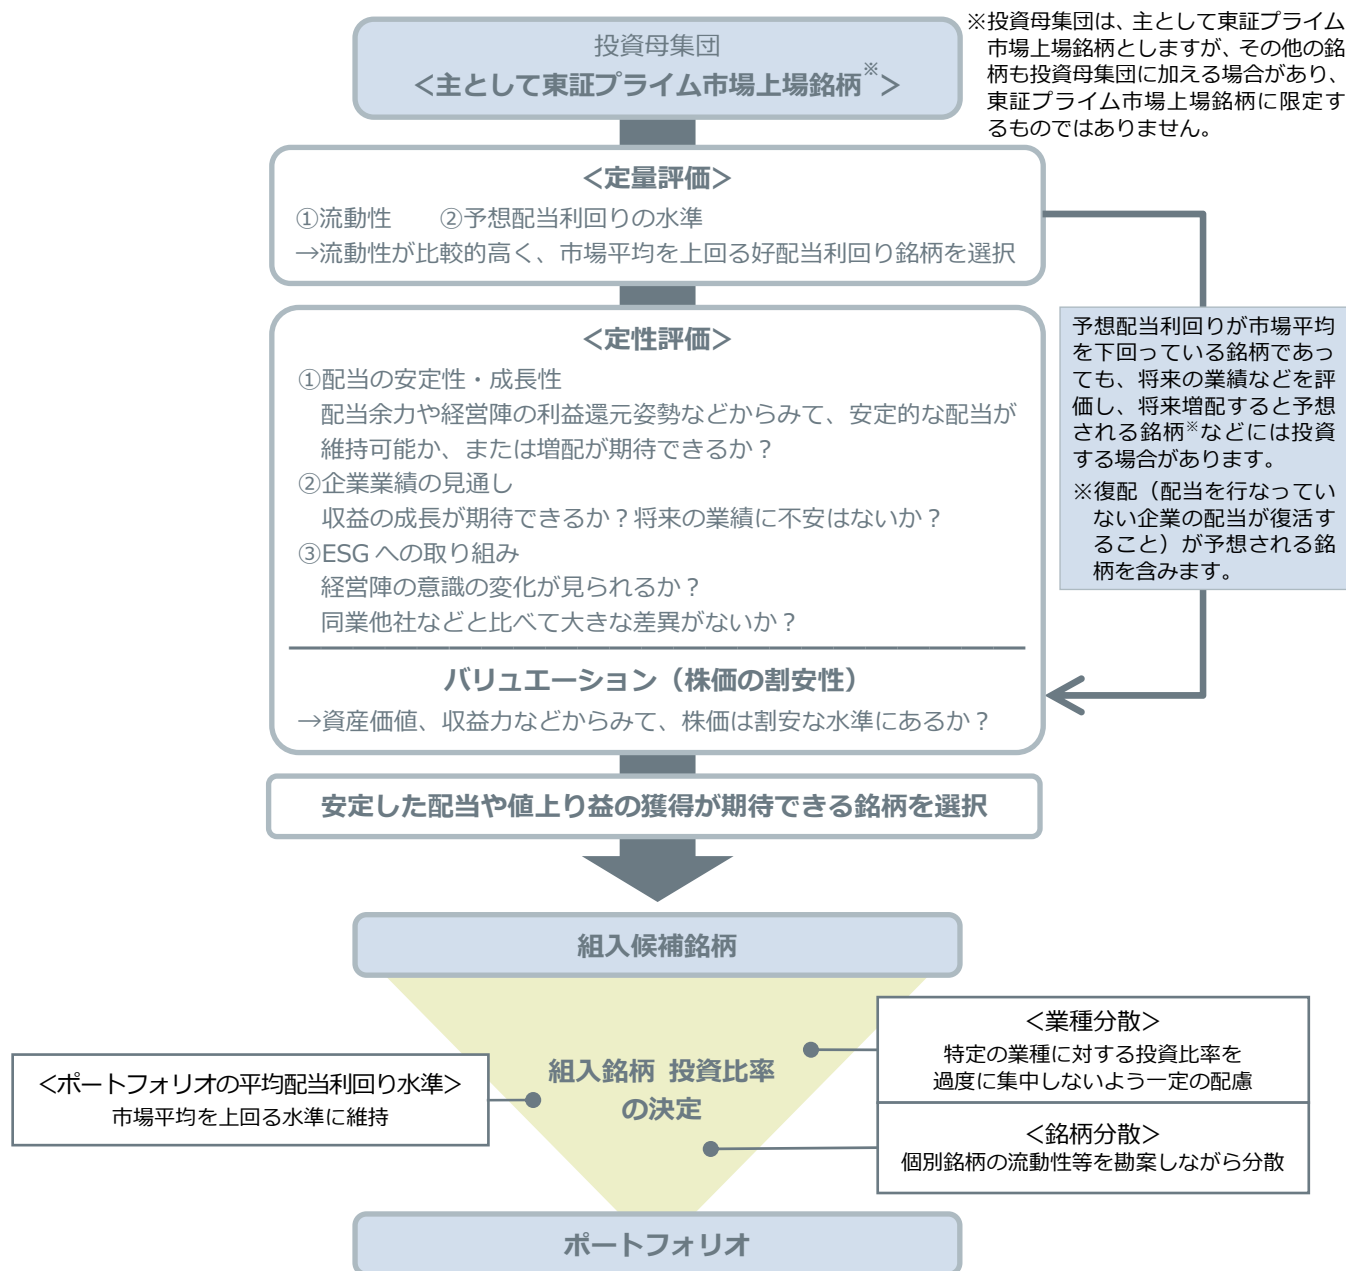 投資母集団
＜主として東証プライム市場上場銘柄※＞
※投資母集団は、主として東証プライム
市場上場銘柄としますが、その他の銘
柄も投資母集団に加える場合があり、
東証プライム市場上場銘柄に限定す
るものではありません。
＜定量評価＞
①流動性　②予想配当利回りの水準
→流動性が比較的高く、市場平均を上回る好配当利回り銘柄を選択
＜定性評価＞
①配当の安定性・成長性
配当余力や経営陣の利益還元姿勢などからみて、安定的な配当が
維持可能か、または増配が期待できるか？
②企業業績の見通し
収益の成長が期待できるか？将来の業績に不安はないか？
③ESG への取り組み
経営陣の意識の変化が見られるか？
同業他社などと比べて大きな差異がないか？
バリュエーション（株価の割安性）
→資産価値、収益力などからみて、株価は割安な水準にあるか？
予想配当利回りが市場平均
を下回っている銘柄であっ
ても、将来の業績などを評
価し、将来増配すると予想
される銘柄※などには投資
する場合があります。
※復配（配当を行なってい
ない企業の配当が復活す
ること）が予想される銘
柄を含みます。
安定した配当や値上り益の獲得が期待できる銘柄を選択
組入候補銘柄
組入銘柄 投資比率
の決定
＜ポートフォリオの平均配当利回り水準＞
市場平均を上回る水準に維持
＜業種分散＞
特定の業種に対する投資比率を
過度に集中しないよう一定の配慮
＜銘柄分散＞
個別銘柄の流動性等を勘案しながら分散
ポートフォリオ